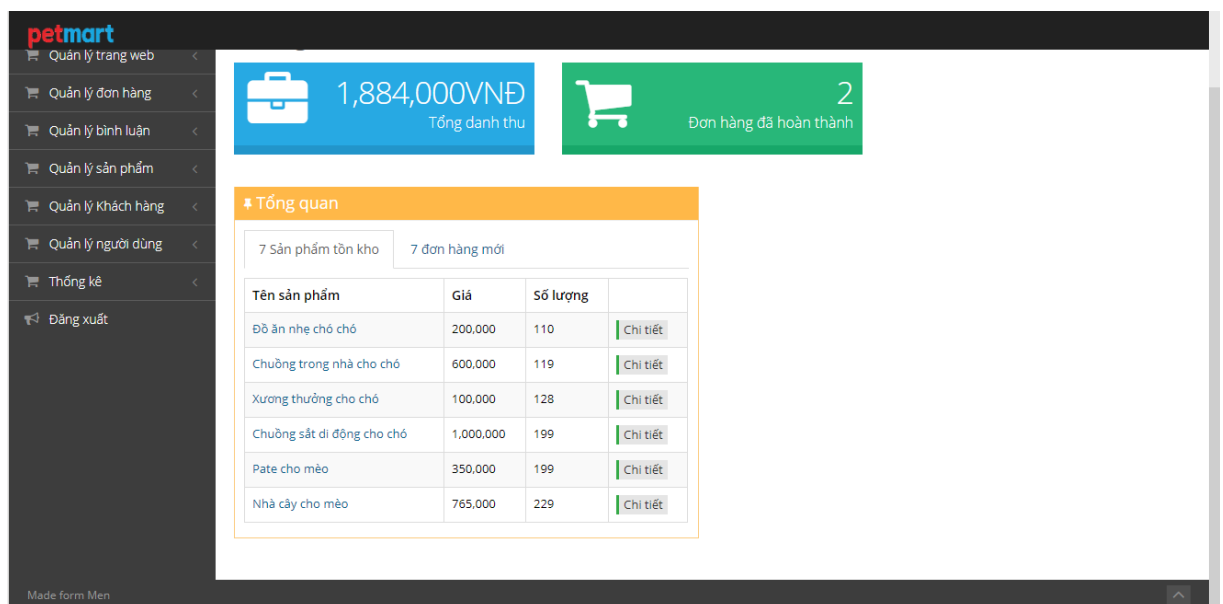 petmart
Quản lý trang web
Quản lý đơn hàng
Quản lý bình luận
Quản lý sản phẩm
Quản lý Khách hàng
Quản lý người dùng
Thống kê
Đăng xuất
1,884,000VNĐ
Tổng danh thu
2
Đơn hàng đã hoàn thành
Tổng quan
7 Sản phẩm tồn kho 7 đơn hàng mới
Tên sản phẩm Giá Số lượng
Đồ ăn nhẹ chó chó 200,000 110 Chi tiết
Chuồng trong nhà cho chó 600,000 119 Chi tiết
Xương thưởng cho chó 100,000 128 Chi tiết
Chuồng sắt di động cho chó 1,000,000 199 Chi tiết
Pate cho mèo 350,000 199 Chi tiết
Nhà cây cho mèo 765,000 229 Chi tiết
Made form Men